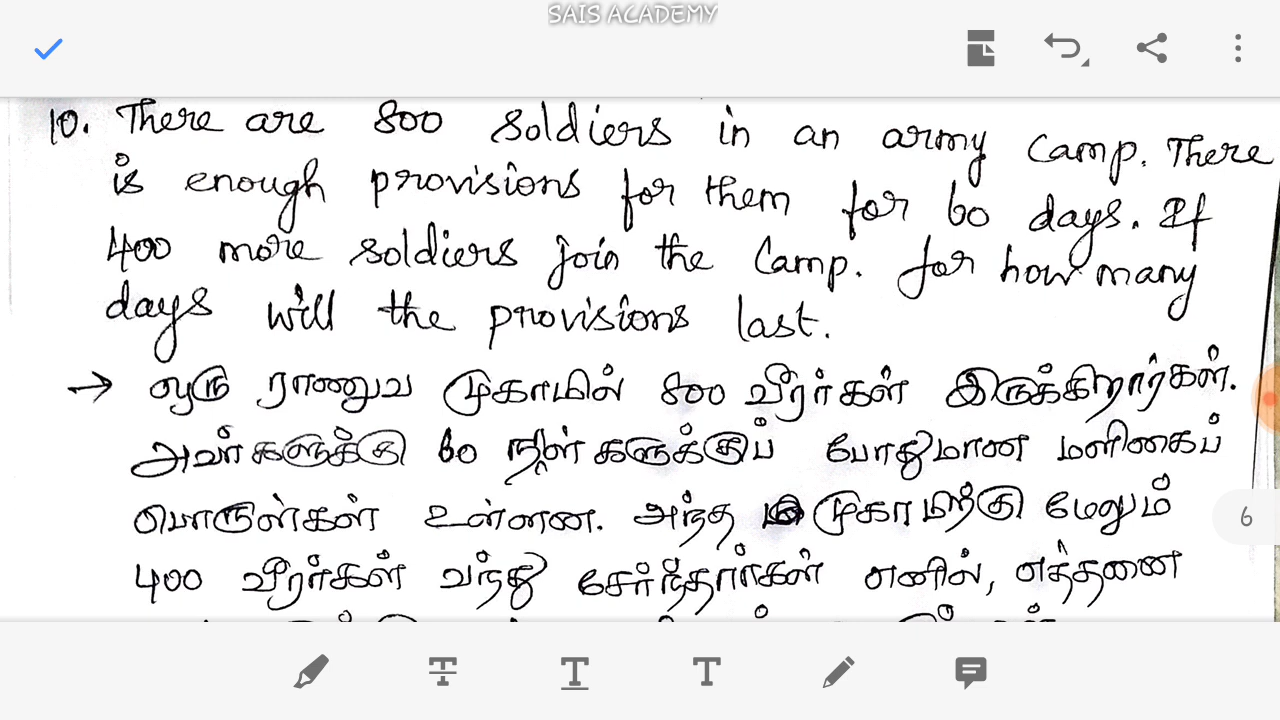 SAIS ACADEMY
10. There are 800 soldiers in an army Camp. There
is enough provisions for them for 60 days. If
400 more soldiers join the Camp. for how many
days will the provisions last.
→ ஒரு ராணுவ முகாமில் 800 வீரர்கள் இருக்கிறார்கள்.
அவர்களுக்கு 60 நாள்களுக்குப் போதுமான மளிகைப்
பொருள்கள் உள்ளன. அந்த முகாமிற்கு மேலும்
400 வீரர்கள் வந்து சேர்ந்தார்கள் எனில், எத்தனை
6